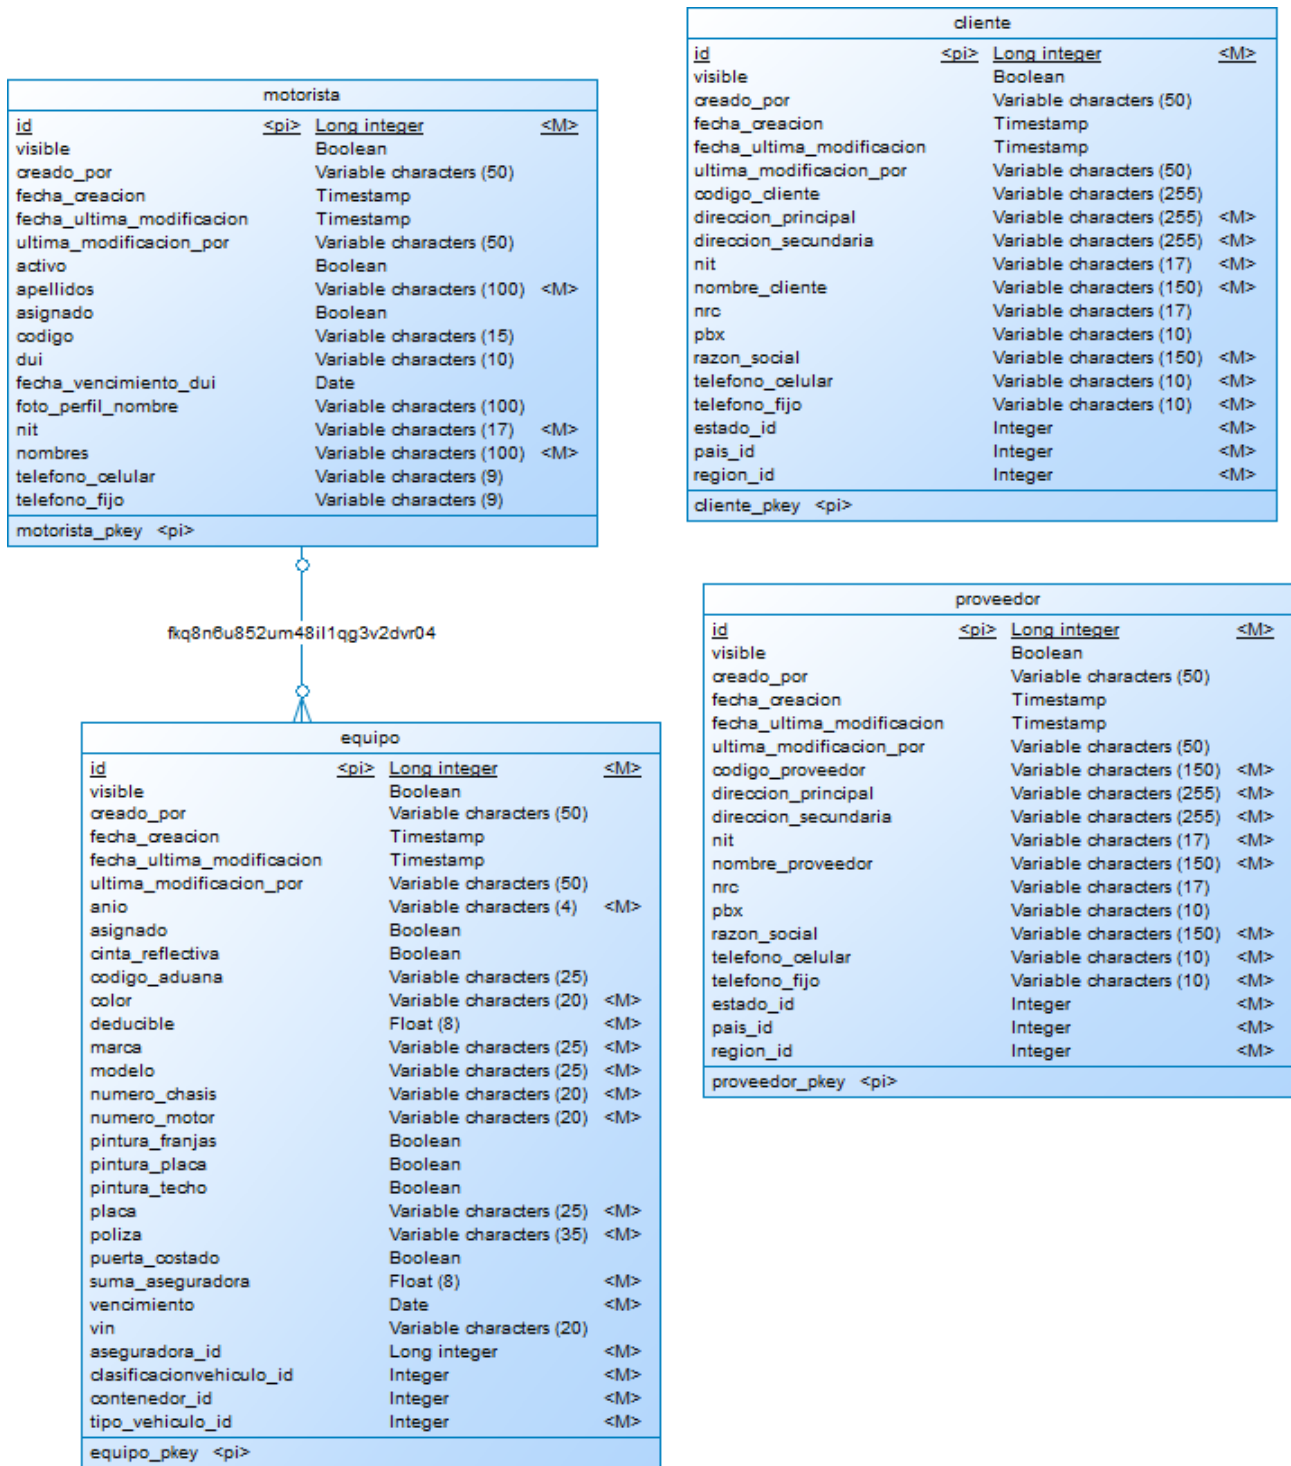 motorista
id <pi> Long integer <M>
visible Boolean
creado_por Variable characters (50)
fecha_creacion Timestamp
fecha_ultima_modificacion Timestamp
ultima_modificacion_por Variable characters (50)
activo Boolean
apellidos Variable characters (100) <M>
asignado Boolean
codigo Variable characters (15)
dui Variable characters (10)
fecha_vencimiento_dui Date
foto_perfil_nombre Variable characters (100)
nit Variable characters (17) <M>
nombres Variable characters (100) <M>
telefono_celular Variable characters (9)
telefono_fijo Variable characters (9)
motorista_pkey <pi>
fkq8n6u852um48il1qg3v2dvr04
equipo
id <pi> Long integer <M>
visible Boolean
creado_por Variable characters (50)
fecha_creacion Timestamp
fecha_ultima_modificacion Timestamp
ultima_modificacion_por Variable characters (50)
anio Variable characters (4) <M>
asignado Boolean
cinta_reflectiva Boolean
codigo_aduana Variable characters (25)
color Variable characters (20) <M>
deducible Float (8) <M>
marca Variable characters (25) <M>
modelo Variable characters (25) <M>
numero_chasis Variable characters (20) <M>
numero_motor Variable characters (20) <M>
pintura_franjas Boolean
pintura_placa Boolean
pintura_techo Boolean
placa Variable characters (25) <M>
poliza Variable characters (35) <M>
puerta_costado Boolean
suma_aseguradora Float (8) <M>
vencimiento Date <M>
vin Variable characters (20)
aseguradora_id Long integer <M>
clasificacionvehiculo_id Integer <M>
contenedor_id Integer <M>
tipo_vehiculo_id Integer <M>
equipo_pkey <pi>
cliente
id <pi> Long integer <M>
visible Boolean
creado_por Variable characters (50)
fecha_creacion Timestamp
fecha_ultima_modificacion Timestamp
ultima_modificacion_por Variable characters (50)
codigo_cliente Variable characters (255)
direccion_principal Variable characters (255) <M>
direccion_secundaria Variable characters (255) <M>
nit Variable characters (17) <M>
nombre_cliente Variable characters (150) <M>
nrc Variable characters (17)
pbx Variable characters (10)
razon_social Variable characters (150) <M>
telefono_celular Variable characters (10) <M>
telefono_fijo Variable characters (10) <M>
estado_id Integer <M>
pais_id Integer <M>
region_id Integer <M>
cliente_pkey <pi>
proveedor
id <pi> Long integer <M>
visible Boolean
creado_por Variable characters (50)
fecha_creacion Timestamp
fecha_ultima_modificacion Timestamp
ultima_modificacion_por Variable characters (50)
codigo_proveedor Variable characters (150) <M>
direccion_principal Variable characters (255) <M>
direccion_secundaria Variable characters (255) <M>
nit Variable characters (17) <M>
nombre_proveedor Variable characters (150) <M>
nrc Variable characters (17)
pbx Variable characters (10)
razon_social Variable characters (150) <M>
telefono_celular Variable characters (10) <M>
telefono_fijo Variable characters (10) <M>
estado_id Integer <M>
pais_id Integer <M>
region_id Integer <M>
proveedor_pkey <pi>